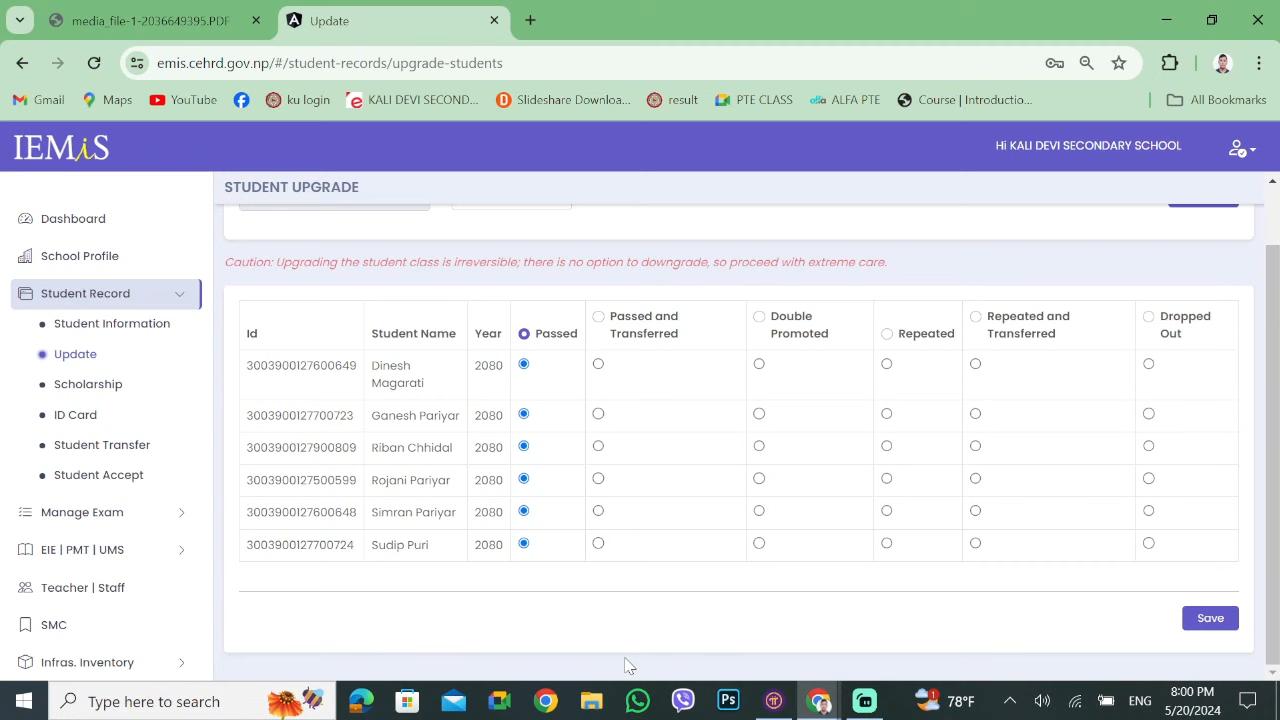 media_file-1-2036649395.PDF
Update
emis.cehrd.gov.np/#/student-records/upgrade-students
Gmail Maps YouTube ku login KALI DEVI SECOND... Slideshare Downloa... result PTE CLASS ALFA PTE Course | Introductio... All Bookmarks
IEMiS
Hi KALI DEVI SECONDARY SCHOOL
STUDENT UPGRADE
Dashboard
School Profile
Student Record
Student Information
Update
Scholarship
ID Card
Student Transfer
Student Accept
Manage Exam
EIE | PMT | UMS
Teacher | Staff
SMC
Infras. Inventory
Caution: Upgrading the student class is irreversible; there is no option to downgrade, so proceed with extreme care.
Id Student Name Year Passed Passed and Transferred Double Promoted Repeated Repeated and Transferred Dropped Out
3003900127600649 Dinesh Magarati 2080
3003900127700723 Ganesh Pariyar 2080
3003900127900809 Riban Chhidal 2080
3003900127500599 Rojani Pariyar 2080
3003900127600648 Simran Pariyar 2080
3003900127700724 Sudip Puri 2080
Save
Type here to search
Ps
1
78°F
ENG
8:00 PM
5/20/2024